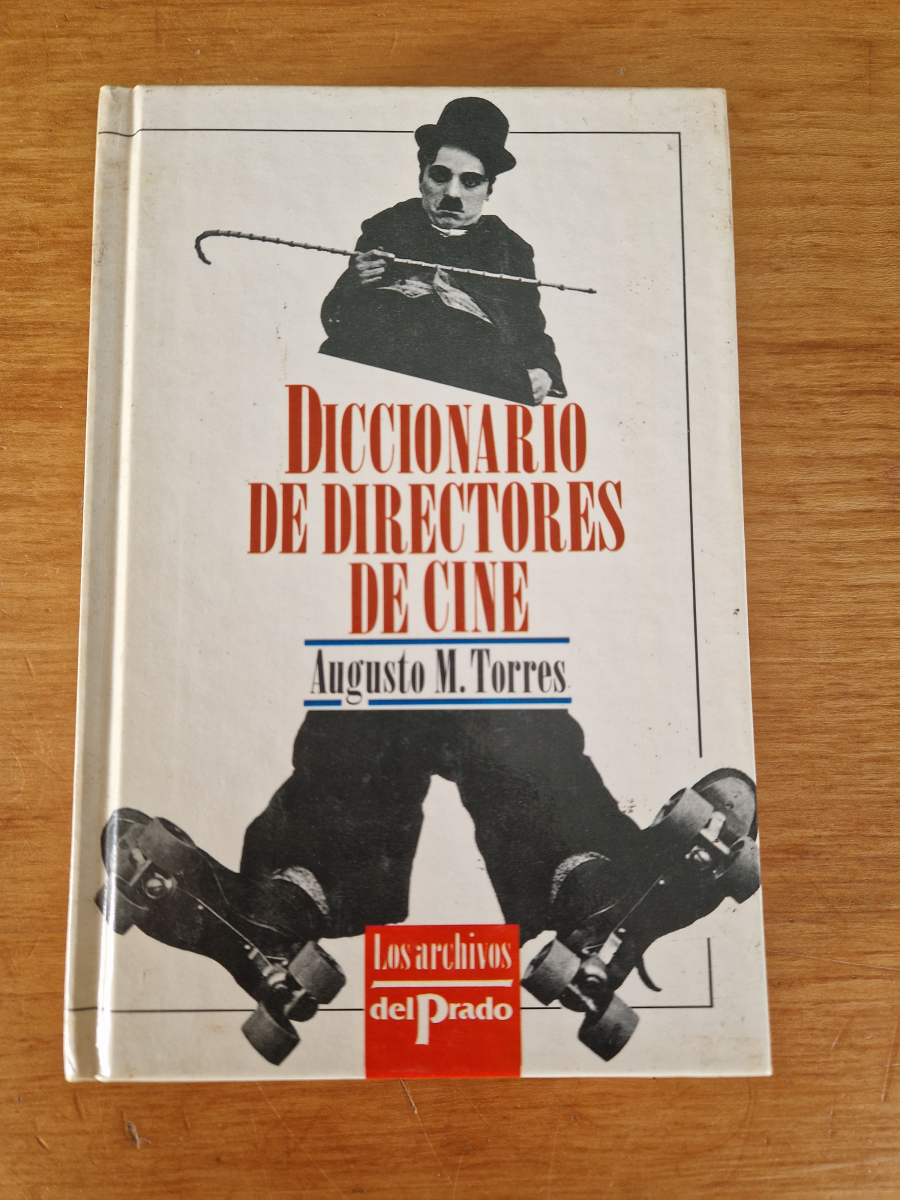 DICCIONARIO
DE DIRECTORES
DE CINE
Augusto M. Torres
Los archivos
del Prado